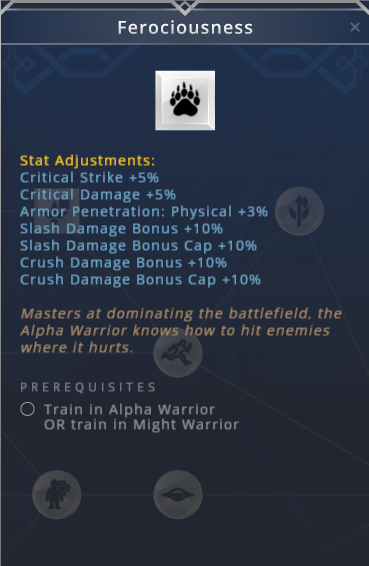 Ferociousness
Stat Adjustments:
Critical Strike +5%
Critical Damage +5%
Armor Penetration: Physical +3%
Slash Damage Bonus +10%
Slash Damage Bonus Cap +10%
Crush Damage Bonus +10%
Crush Damage Bonus Cap +10%
Masters at dominating the battlefield, the
Alpha Warrior knows how to hit enemies
where it hurts.
PREREQUISITES
Train in Alpha Warrior
OR train in Might Warrior